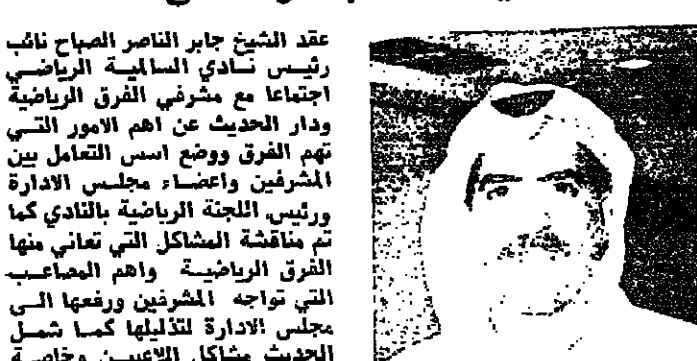 عقد الشيخ جابر الناصر الصباح نائب
رئيس نادي السالمية الرياضي
اجتماعا مع مشرفي الفرق الرياضية
ودار الحديث عن اهم الامور التي
تهم الفرق ووضع اسس التعامل بين
المشرفين واعضاء مجلس الادارة
ورئيس اللجنة الرياضية بالنادي كما
تم مناقشة المشاكل التي تعاني منها
الفرق الرياضية واهم المصاعب
التي تواجه المشرفين ورفعها الى
مجلس الادارة لتذليلها كما شمل
الحديث مشاكل اللاعبين وخاصة